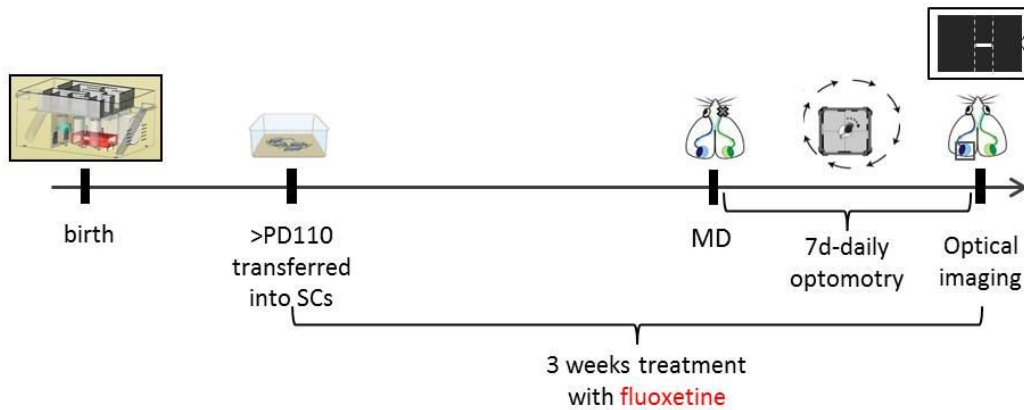 birth
>PD110
transferred
into SCs
MD
7d-daily
optomotry
Optical
imaging
3 weeks treatment
with fluoxetine